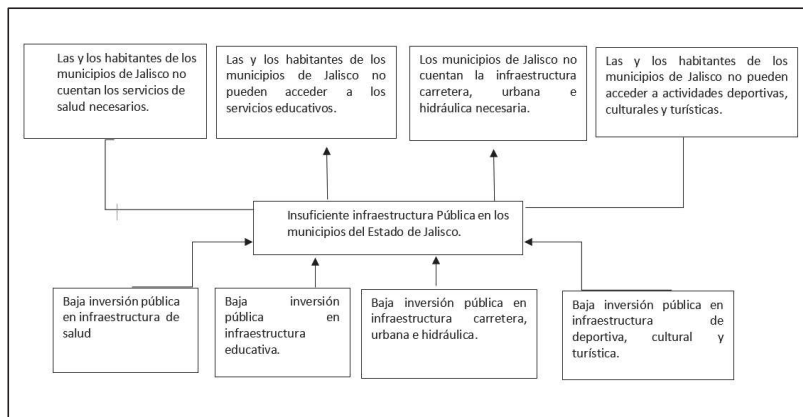 Las y los habitantes de los
municipios de Jalisco no
cuentan los servicios de
salud necesarios.
Las y los habitantes de los
municipios de Jalisco no
pueden acceder a los
servicios educativos.
Los municipios de Jalisco no
cuentan la infraestructura
carretera, urbana e
hidráulica necesaria.
Las y los habitantes de los
municipios de Jalisco no pueden
acceder a actividades deportivas,
culturales y turísticas.
Insuficiente infraestructura Pública en los
municipios del Estado de Jalisco.
Baja inversión pública
en infraestructura de
salud
Baja inversión
pública en
infraestructura
educativa.
Baja inversión pública en
infraestructura carretera,
urbana e hidráulica.
Baja inversión pública en
infraestructura de
deportiva, cultural y
turística.